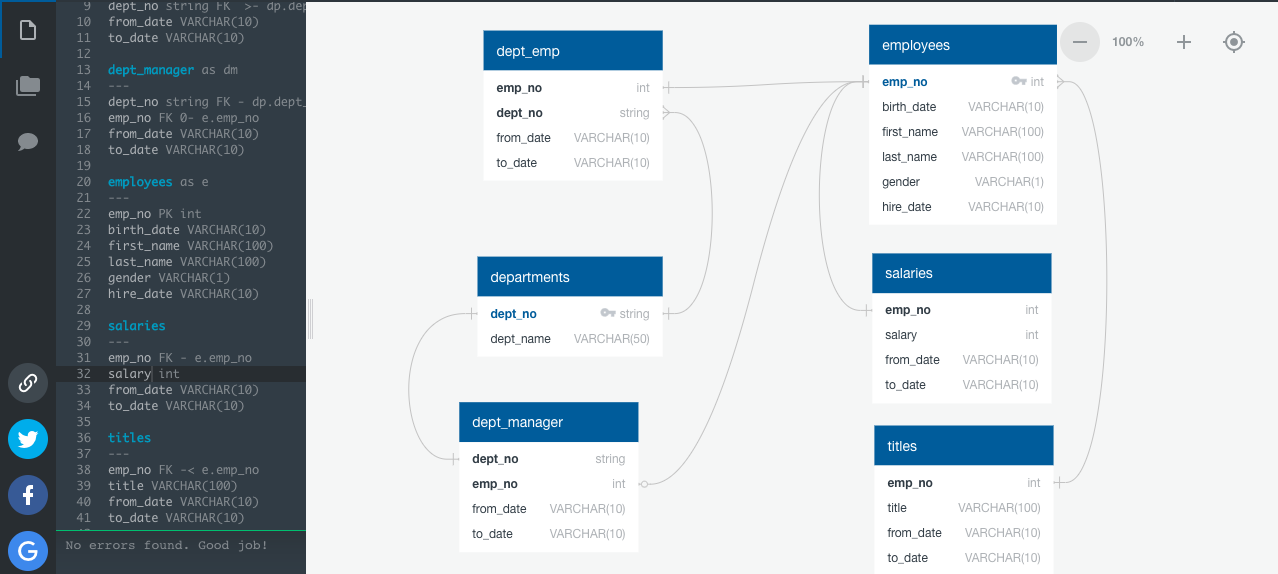 9 dept_no string FK >- dp.dep
10 from_date VARCHAR(10)
11 to_date VARCHAR(10)
12
13 dept_manager as dm
14 ---
15 dept_no string FK - dp.dept_
16 emp_no FK 0- e.emp_no
17 from_date VARCHAR(10)
18 to_date VARCHAR(10)
19
20 employees as e
21 ---
22 emp_no PK int
23 birth_date VARCHAR(10)
24 first_name VARCHAR(100)
25 last_name VARCHAR(100)
26 gender VARCHAR(1)
27 hire_date VARCHAR(10)
28
29 salaries
30 ---
31 emp_no FK - e.emp_no
32 salary int
33 from_date VARCHAR(10)
34 to_date VARCHAR(10)
35
36 titles
37 ---
38 emp_no FK -< e.emp_no
39 title VARCHAR(100)
40 from_date VARCHAR(10)
41 to_date VARCHAR(10)
No errors found. Good job!
dept_emp
emp_no int
dept_no string
from_date VARCHAR(10)
to_date VARCHAR(10)
departments
dept_no string
dept_name VARCHAR(50)
dept_manager
dept_no string
emp_no int
from_date VARCHAR(10)
to_date VARCHAR(10)
employees
emp_no int
birth_date VARCHAR(10)
first_name VARCHAR(100)
last_name VARCHAR(100)
gender VARCHAR(1)
hire_date VARCHAR(10)
salaries
emp_no int
salary int
from_date VARCHAR(10)
to_date VARCHAR(10)
titles
emp_no int
title VARCHAR(100)
from_date VARCHAR(10)
to_date VARCHAR(10)
100%